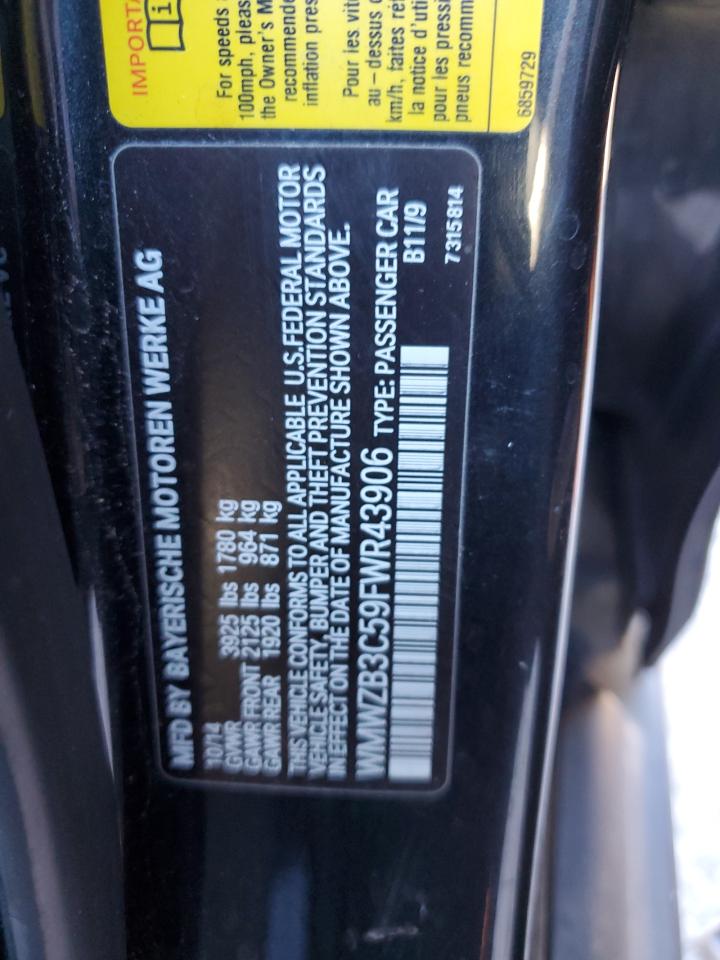 IMPORTA
For speeds
100mph, pleas
the Owner's M
recommen
inflation pres
Pour les vite
au - dessus
km/h, faites ré
la notice d'uti
pour les pressi
pneus recomm
6859729
MFD BY BAYERISCHE MOTOREN WERKE AG
10/14
GVWR 3925 lbs 1780 kg
GAWR FRONT 2125 lbs 964 kg
GAWR REAR 1920 lbs 871 kg
THIS VEHICLE CONFORMS TO ALL APPLICABLE U.S. FEDERAL MOTOR
VEHICLE SAFETY, BUMPER AND THEFT PREVENTION STANDARDS
IN EFFECT ON THE DATE OF MANUFACTURE SHOWN ABOVE.
WMWZB3C59FWR43906 TYPE: PASSENGER CAR
B11/9
7315814